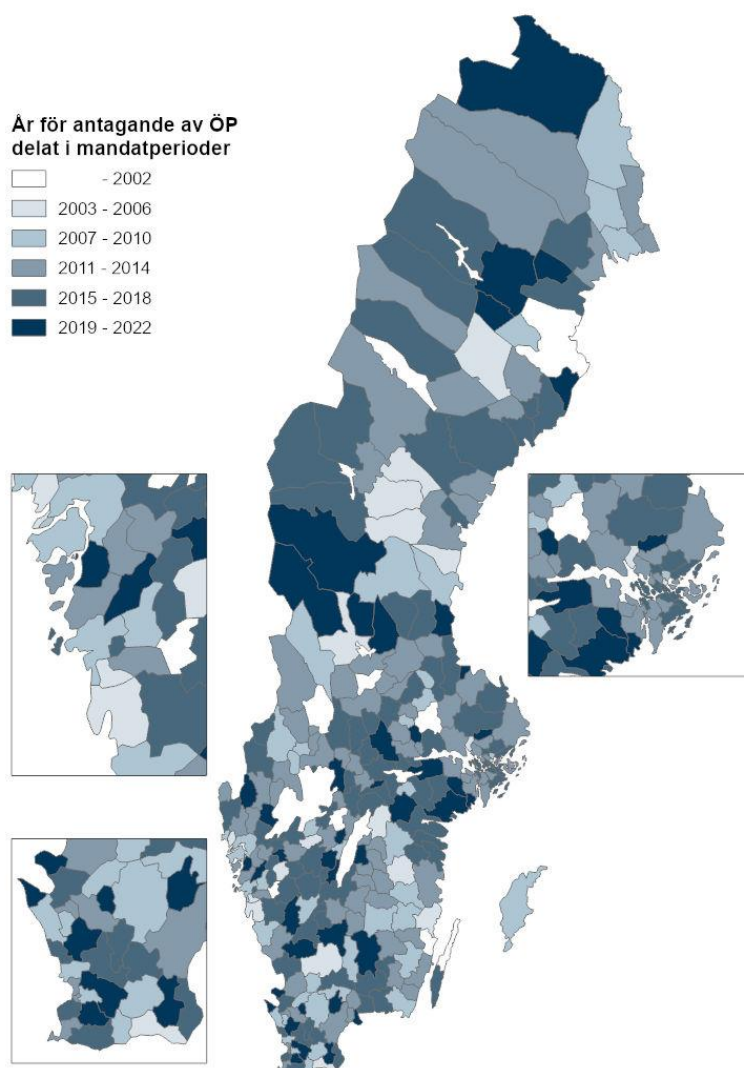 År för antagande av ÖP
delat i mandatperioder
- 2002
2003 - 2006
2007 - 2010
2011 - 2014
2015 - 2018
2019 - 2022